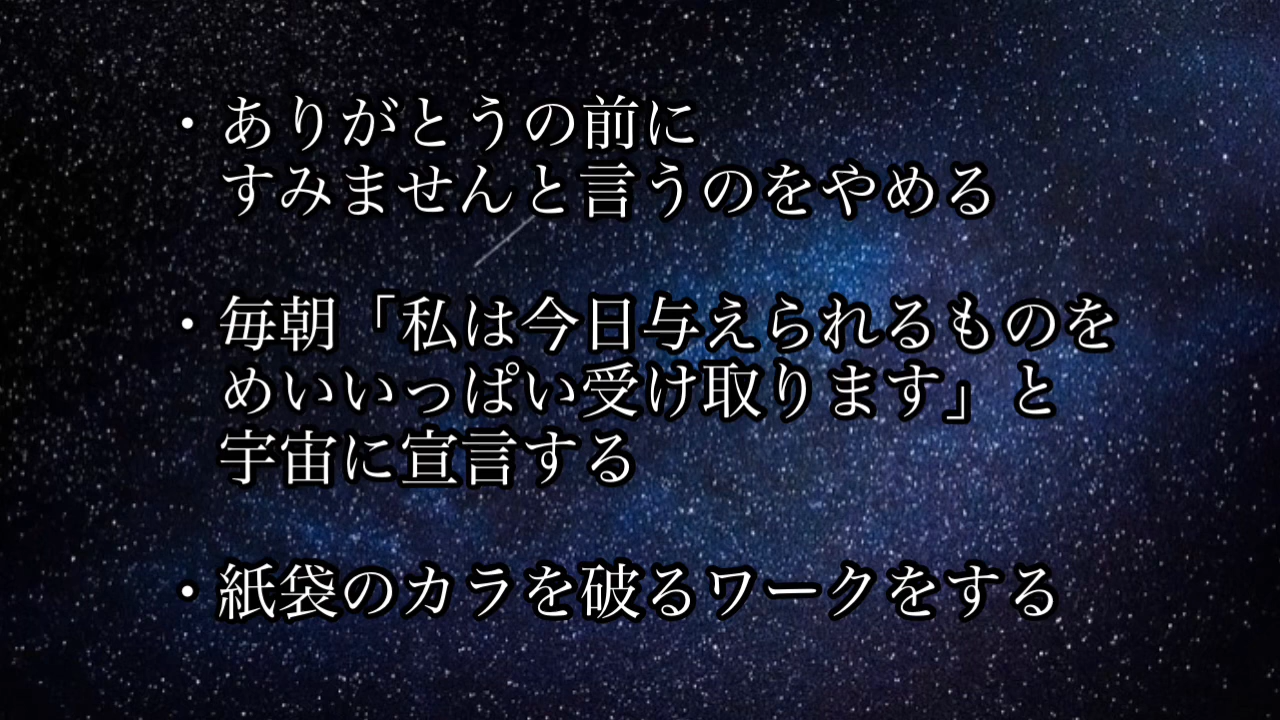 ・ありがとうの前に
すみませんと言うのをやめる
・毎朝「私は今日与えられるものを
めいいっぱい受け取ります」と
宇宙に宣言する
・紙袋のカラを破るワークをする